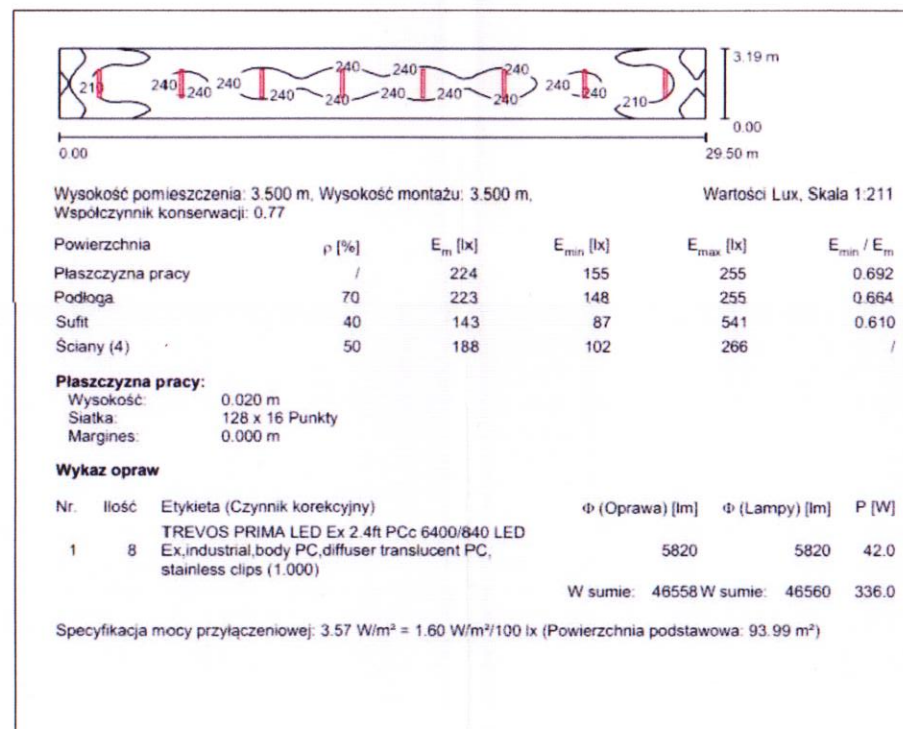 3.19 m
240 240 240
210 240 240 240 240 240 240 210
240 240 240
0.00
0.00 29.50 m
Wysokość pomieszczenia: 3.500 m, Wysokość montażu: 3.500 m, Wartości Lux, Skala 1:211
Współczynnik konserwacji: 0.77
Powierzchnia ρ [%] Em [lx] Emin [lx] Emax [lx] Emin / Em
Płaszczyzna pracy / 224 155 255 0.692
Podłoga 70 223 148 255 0.664
Sufit 40 143 87 541 0.610
Ściany (4) 50 188 102 266 /
Płaszczyzna pracy:
Wysokość: 0.020 m
Siatka: 128 x 16 Punkty
Margines: 0.000 m
Wykaz opraw
Nr. Ilość Etykieta (Czynnik korekcyjny) Φ (Oprawa) [lm] Φ (Lampy) [lm] P [W]
TREVOS PRIMA LED Ex 2.4ft PCc 6400/840 LED
1 8 Ex,industrial,body PC,diffuser translucent PC, 5820 5820 42.0
stainless clips (1.000)
W sumie: 46558 W sumie: 46560 336.0
Specyfikacja mocy przyłączeniowej: 3.57 W/m² = 1.60 W/m²/100 lx (Powierzchnia podstawowa: 93.99 m²)